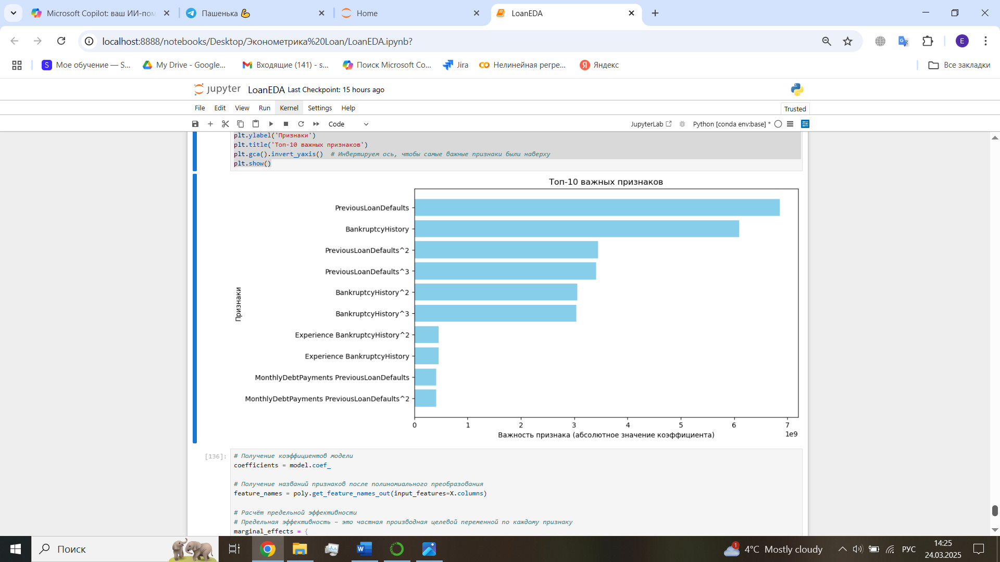 Microsoft Copilot: ваш ИИ-пом
Пашенька
Home
LoanEDA
localhost:8888/notebooks/Desktop/Эконометрика%20Loan/LoanEDA.ipynb?
E
S Мое обучение — S...
My Drive - Google...
Входящие (141) - s...
Поиск Microsoft Co...
Jira
Нелинейная регре...
Я Яндекс
Все закладки
jupyter LoanEDA Last Checkpoint: 15 hours ago
File Edit View Run Kernel Settings Help
Trusted
Code
JupyterLab
Python [conda env:base] *
plt.ylabel('Признаки')
plt.title('Топ-10 важных признаков')
plt.gca().invert_yaxis()  # Инвертируем ось, чтобы самые важные признаки были наверху
plt.show()
Топ-10 важных признаков
PreviousLoanDefaults
BankruptcyHistory
PreviousLoanDefaults^2
PreviousLoanDefaults^3
BankruptcyHistory^2
BankruptcyHistory^3
Experience BankruptcyHistory^2
Experience BankruptcyHistory
MonthlyDebtPayments PreviousLoanDefaults
MonthlyDebtPayments PreviousLoanDefaults^2
Признаки
0 1 2 3 4 5 6 7
1e9
Важность признака (абсолютное значение коэффициента)
[136]:
# Получение коэффициентов модели
coefficients = model.coef_
# Получение названий признаков после полиномиального преобразования
feature_names = poly.get_feature_names_out(input_features=X.columns)
# Расчёт предельной эффективности
# Предельная эффективность — это частная производная целевой переменной по каждому признаку
marginal_effects = {
Поиск
W
1
4°C Mostly cloudy
РУС
14:25
24.03.2025